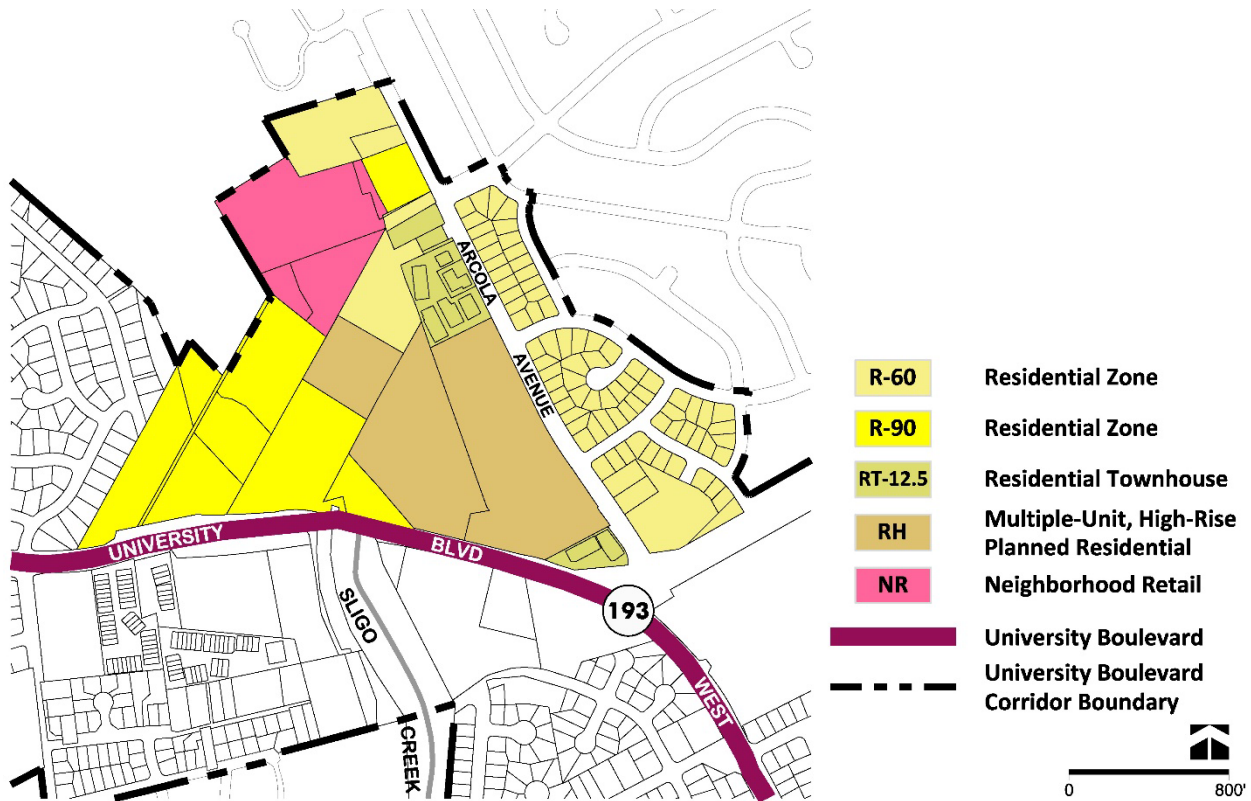 ARCOLA
AVENUE
UNIVERSITY
BLVD
193
WEST
SLIGO
CREEK
R-60 Residential Zone
R-90 Residential Zone
RT-12.5 Residential Townhouse
RH Multiple-Unit, High-Rise
Planned Residential
NR Neighborhood Retail
University Boulevard
University Boulevard
Corridor Boundary
0 800'